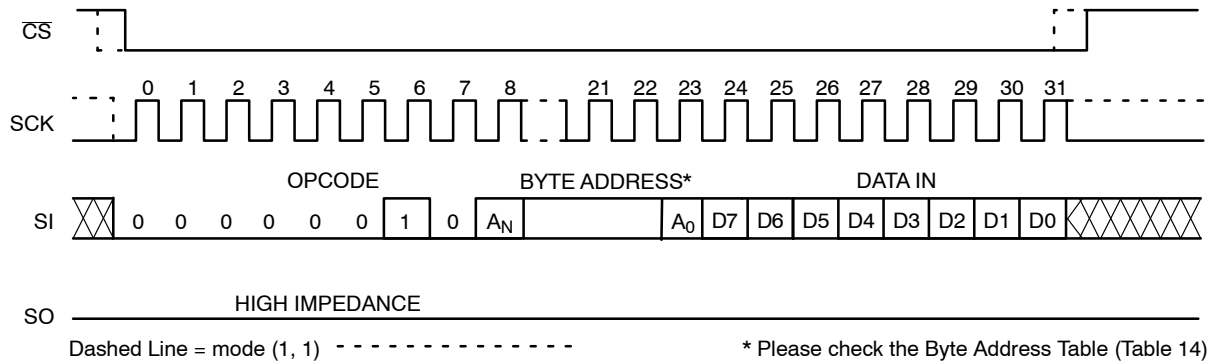 CS
0 1 2 3 4 5 6 7 8 21 22 23 24 25 26 27 28 29 30 31
SCK
OPCODE BYTE ADDRESS* DATA IN
SI 0 0 0 0 0 0 1 0 AN A0 D7 D6 D5 D4 D3 D2 D1 D0
HIGH IMPEDANCE
SO
Dashed Line = mode (1, 1) * Please check the Byte Address Table (Table 14)